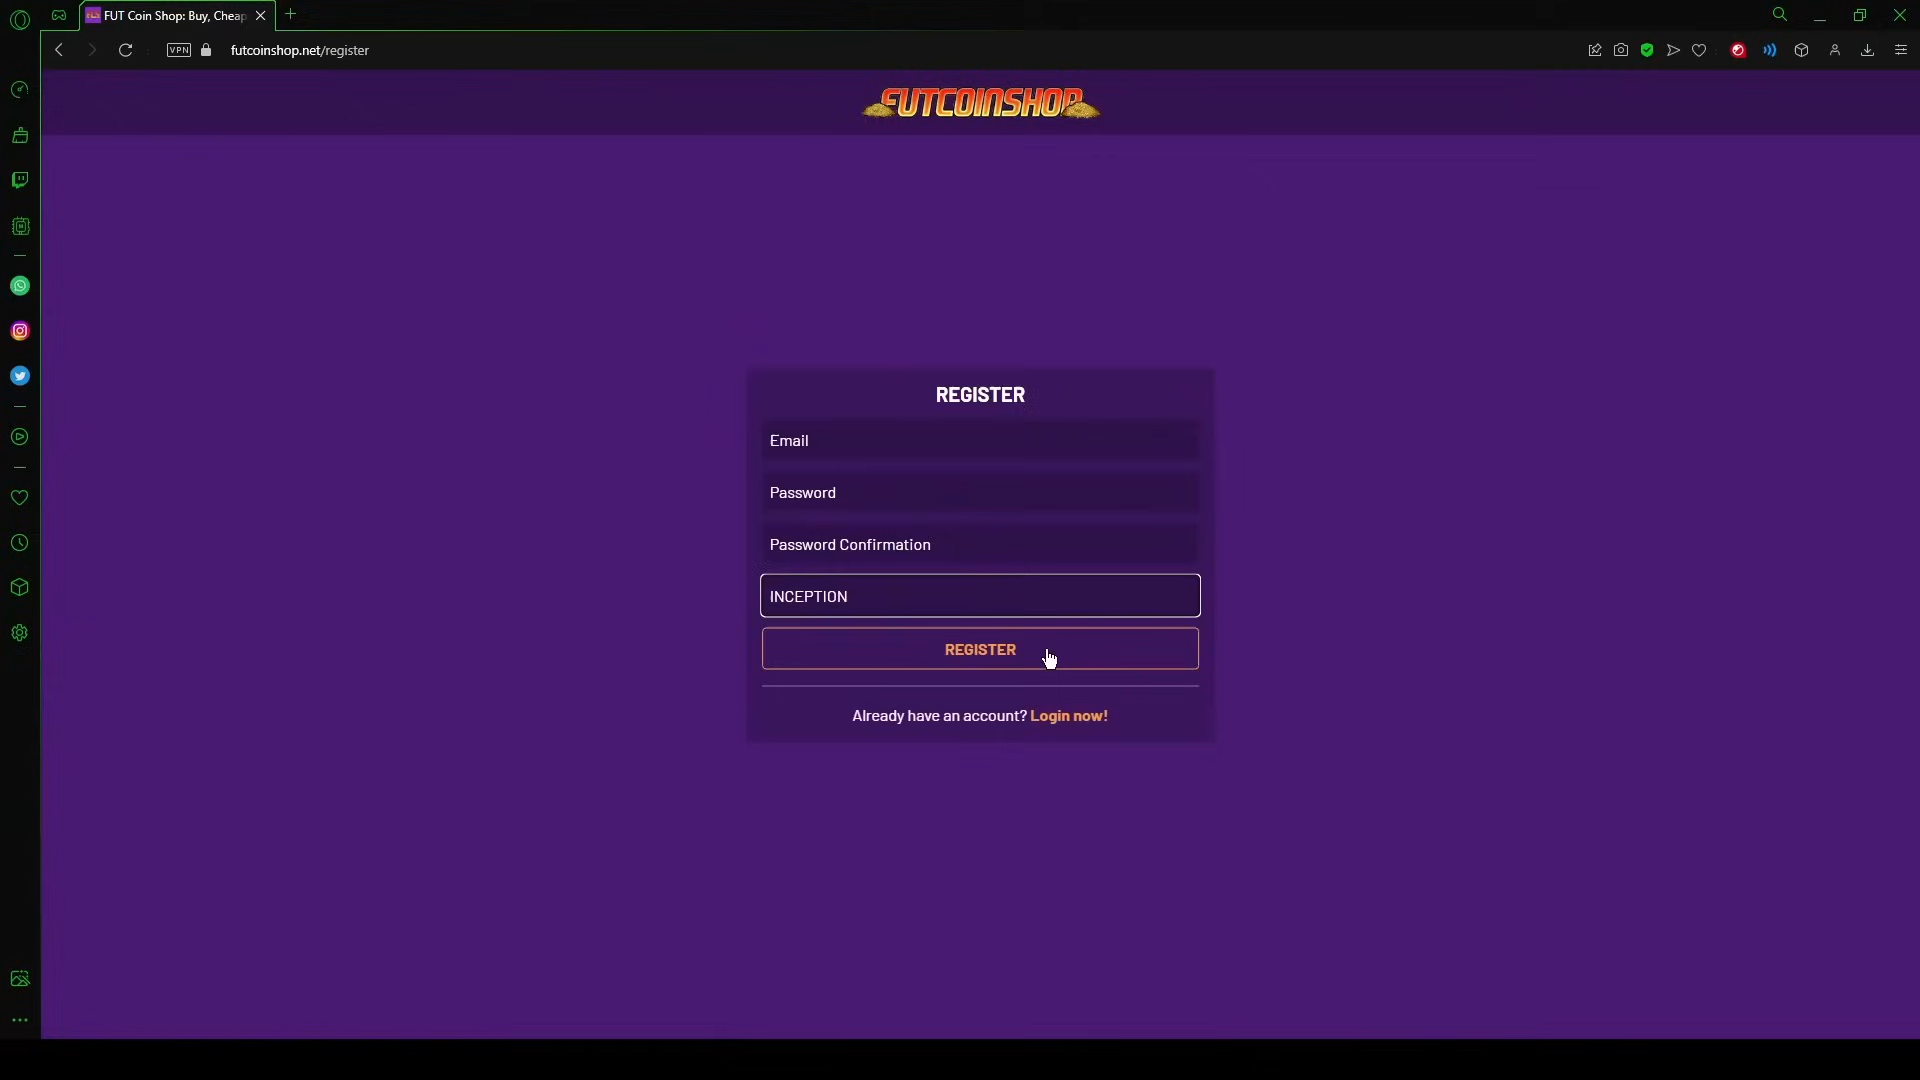 FUT Coin Shop: Buy, Cheap
VPN
futcoinshop.net/register
FUTCOINSHOP
REGISTER
Email
Password
Password Confirmation
INCEPTION
REGISTER
Already have an account? Login now!